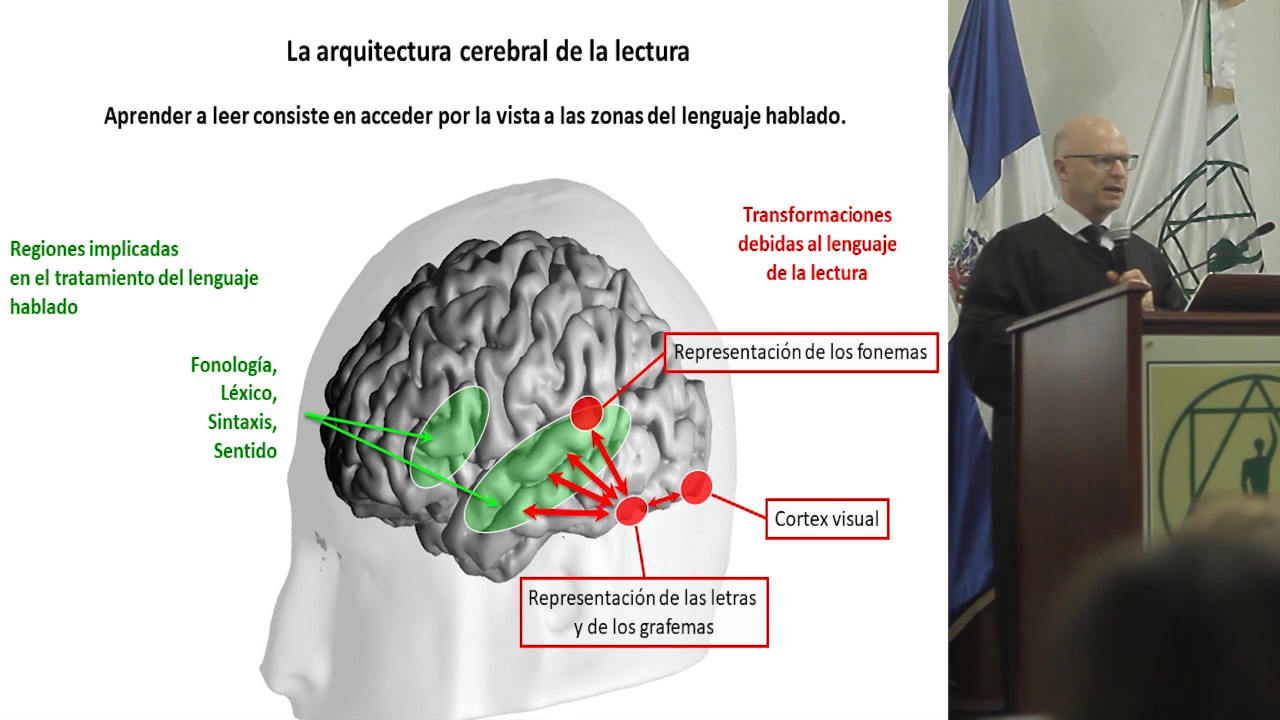 La arquitectura cerebral de la lectura
Aprender a leer consiste en acceder por la vista a las zonas del lenguaje hablado.
Transformaciones
debidas al lenguaje
de la lectura
Regiones implicadas
en el tratamiento del lenguaje
hablado
Representación de los fonemas
Fonología,
Léxico,
Sintaxis,
Sentido
Cortex visual
Representación de las letras
y de los grafemas